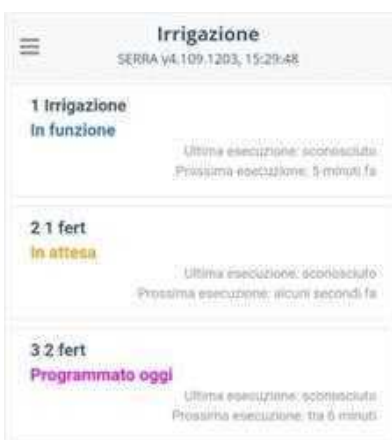 Irrigazione
SERRA v4.109.1203, 15:29:48
1 Irrigazione
In funzione
Ultima esecuzione: sconosciuto
Prossima esecuzione: 5 minuti fa
2 1 fert
In attesa
Ultima esecuzione: sconosciuto
Prossima esecuzione: alcuni secondi fa
3 2 fert
Programmato oggi
Ultima esecuzione: sconosciuto
Prossima esecuzione: tra 6 minuti